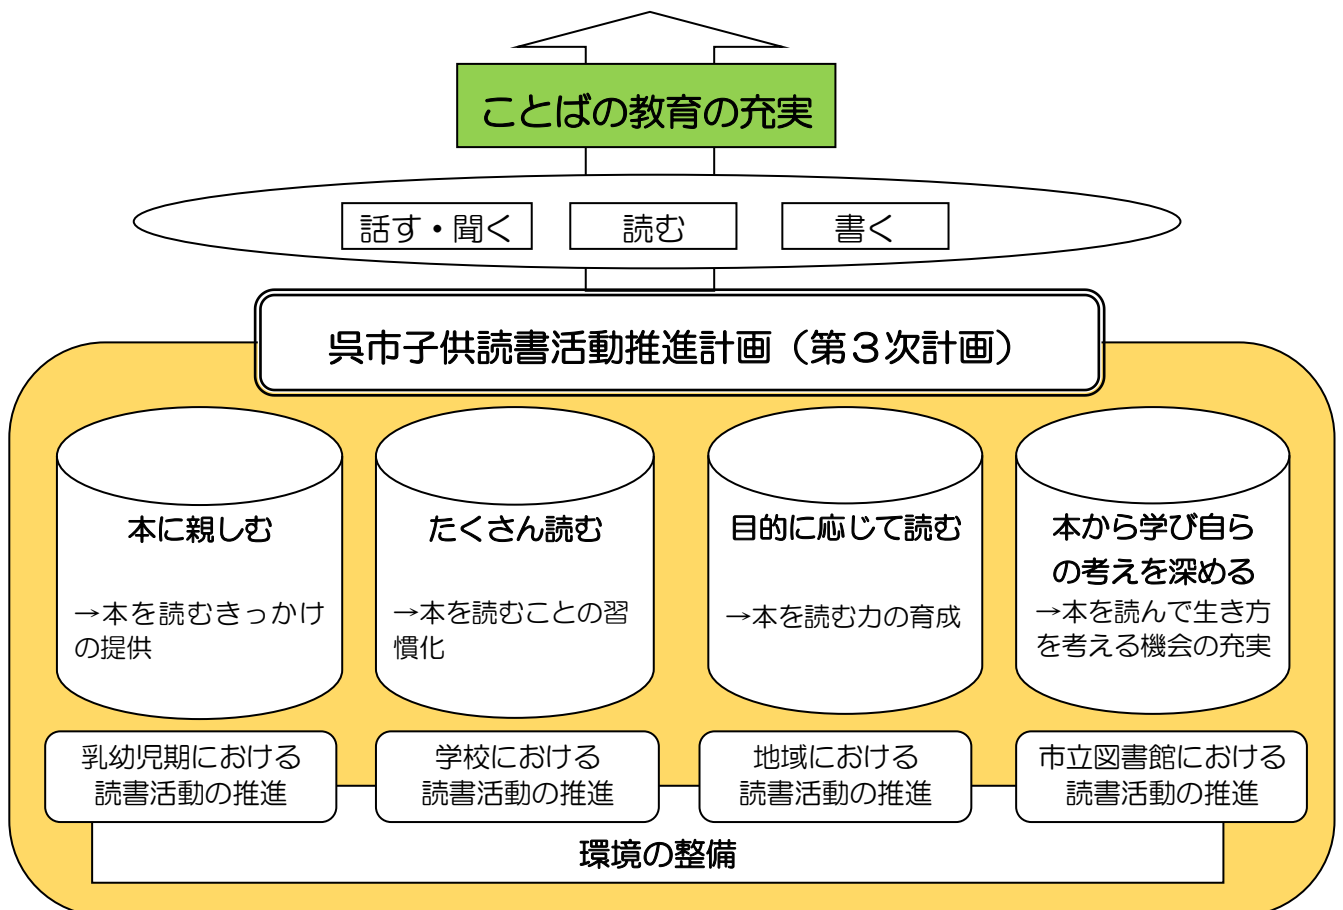 ことばの教育の充実
話す・聞く
読む
書く
呉市子供読書活動推進計画（第３次計画）
本に親しむ
→本を読むきっかけ
の提供
たくさん読む
→本を読むことの習
慣化
目的に応じて読む
→本を読む力の育成
本から学び自ら
の考えを深める
→本を読んで生き方
を考える機会の充実
乳幼児期における
読書活動の推進
学校における
読書活動の推進
地域における
読書活動の推進
市立図書館における
読書活動の推進
環境の整備